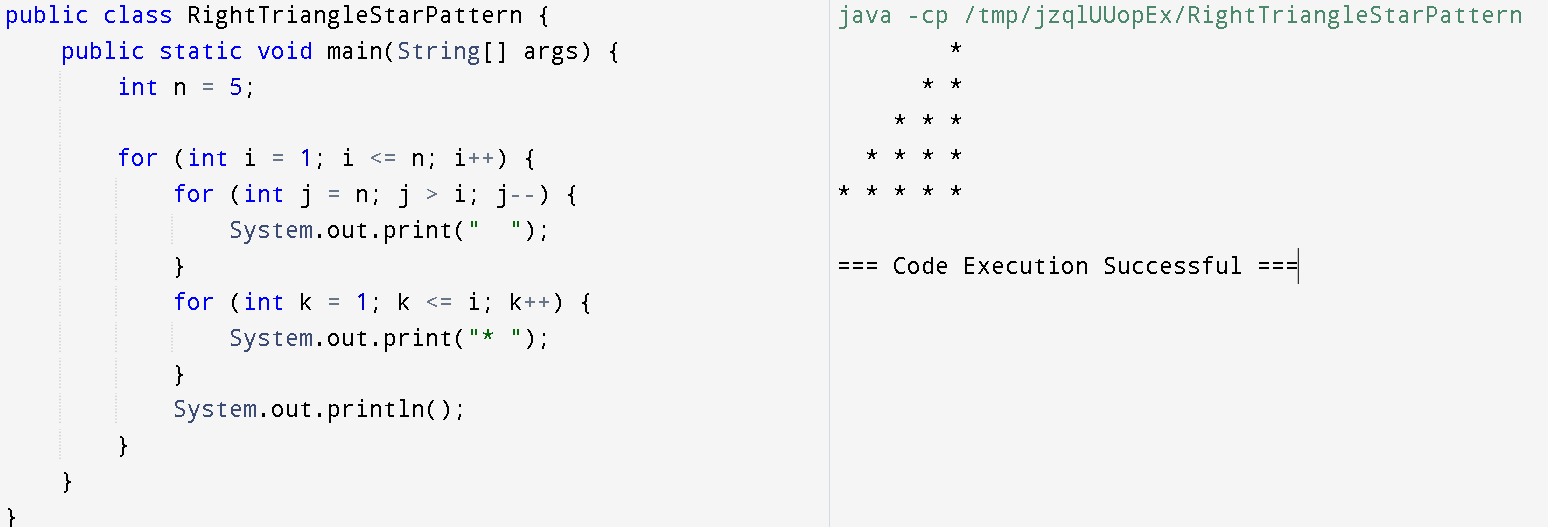 public class RightTriangleStarPattern {
    public static void main(String[] args) {
        int n = 5;

        for (int i = 1; i <= n; i++) {
            for (int j = n; j > i; j--) {
                System.out.print("  ");
            }
            for (int k = 1; k <= i; k++) {
                System.out.print("* ");
            }
            System.out.println();
        }
    }
}
java -cp /tmp/jzqlUUopEx/RightTriangleStarPattern
        *
      * *
    * * *
  * * * *
* * * * *

=== Code Execution Successful ===